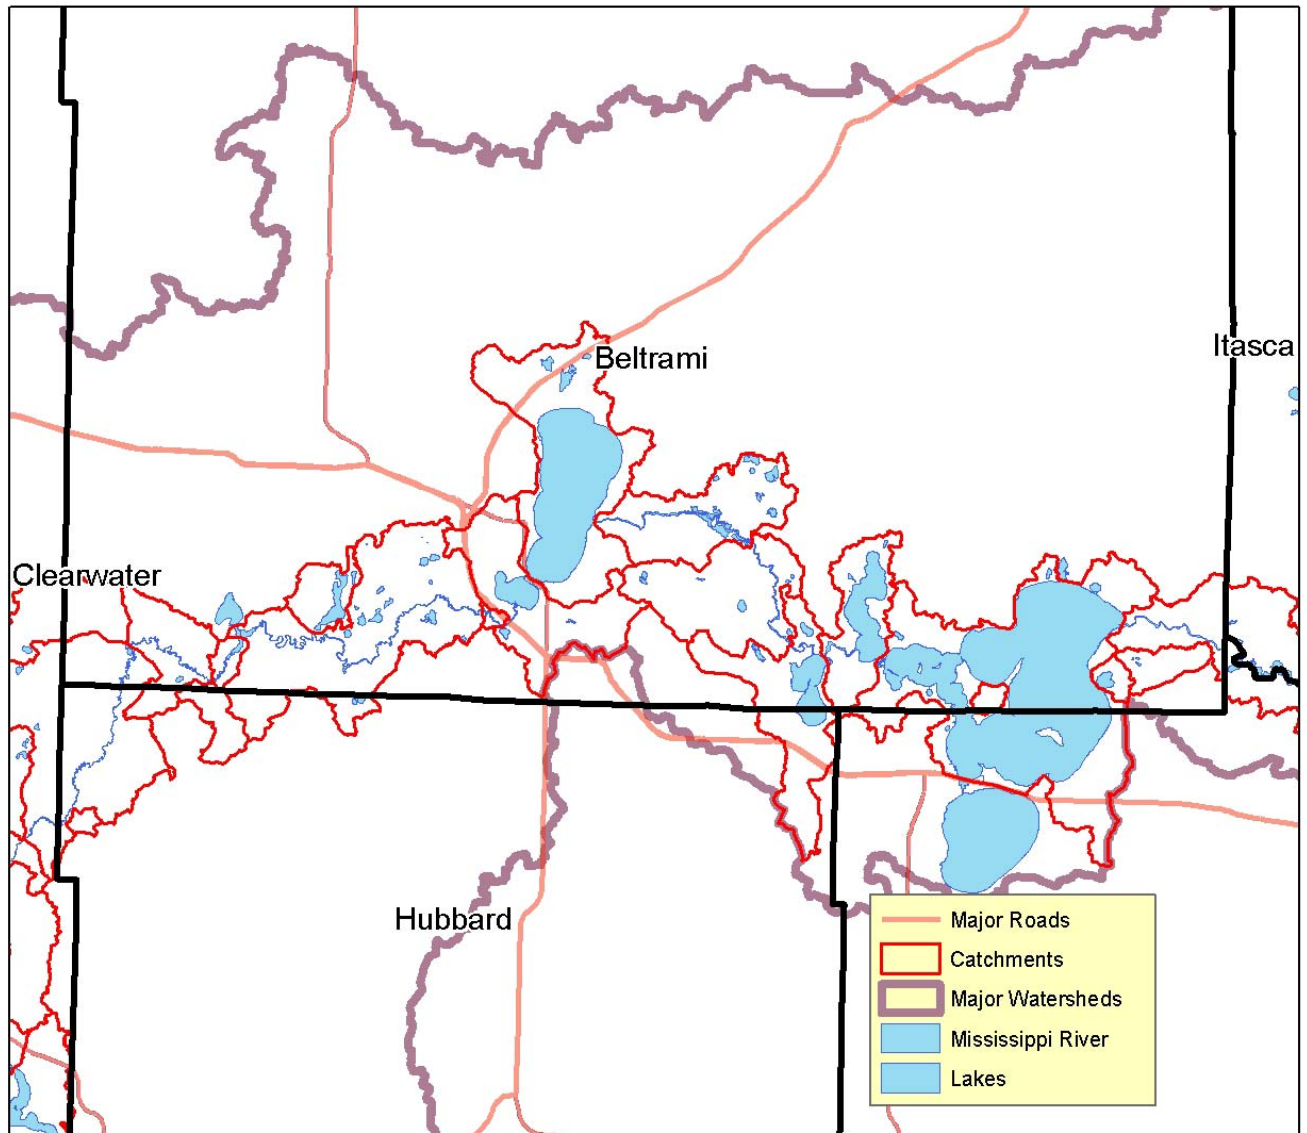 Beltrami
Itasca
Clearwater
Hubbard
Major Roads
Catchments
Major Watersheds
Mississippi River
Lakes